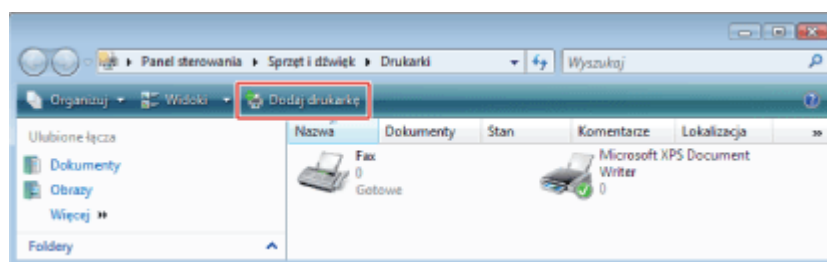 Panel sterowania Sprzęt i dźwięk Drukarki Wyszukaj
Organizuj Widoki Dodaj drukarkę
Ulubione łącza Nazwa Dokumenty Stan Komentarze Lokalizacja
Dokumenty
Obrazy
Więcej
Foldery
Fax
0
Gotowe
Microsoft XPS Document
Writer
0